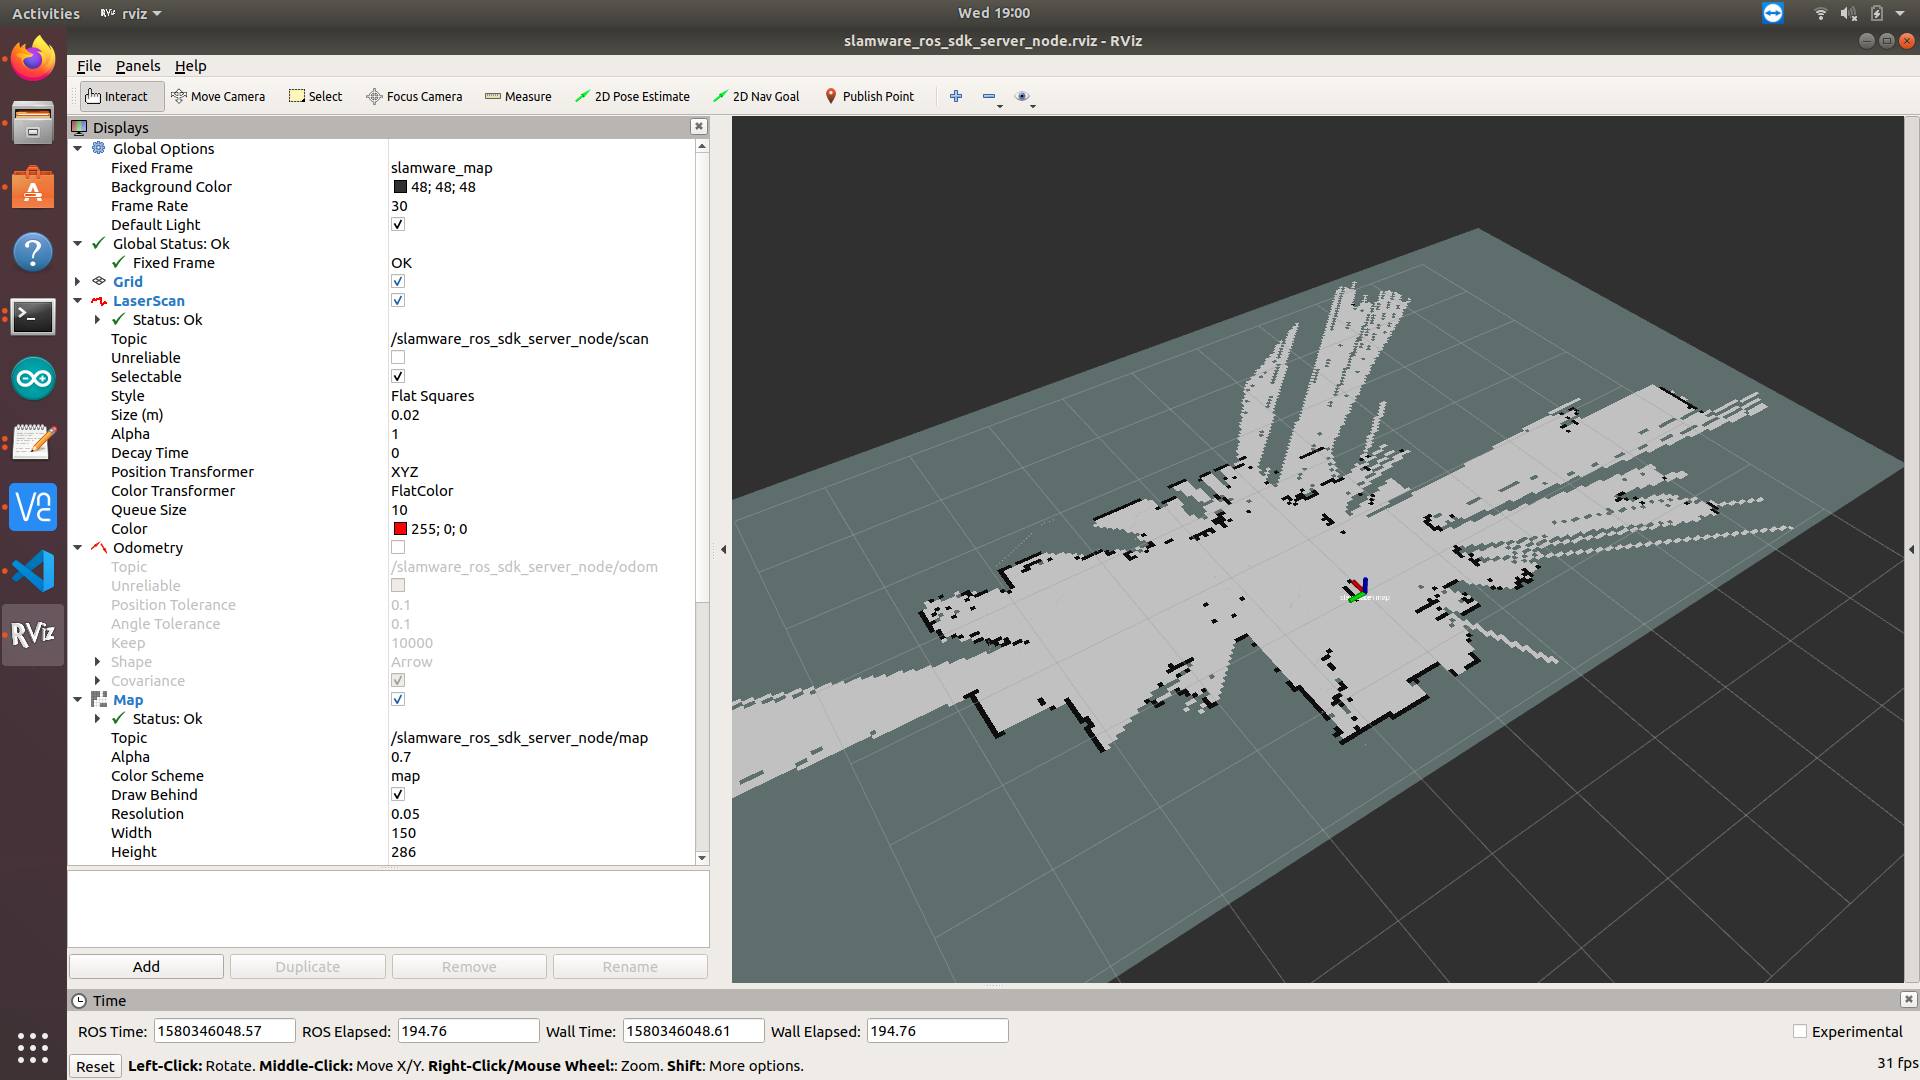 Activities RViz rviz Wed 19:00
slamware_ros_sdk_server_node.rviz - RViz
File Panels Help
Interact Move Camera Select Focus Camera Measure 2D Pose Estimate 2D Nav Goal Publish Point
Displays
Global Options
Fixed Frame slamware_map
Background Color 48; 48; 48
Frame Rate 30
Default Light
Global Status: Ok
Fixed Frame OK
Grid
LaserScan
Status: Ok
Topic /slamware_ros_sdk_server_node/scan
Unreliable
Selectable
Style Flat Squares
Size (m) 0.02
Alpha 1
Decay Time 0
Position Transformer XYZ
Color Transformer FlatColor
Queue Size 10
Color 255; 0; 0
Odometry
Topic /slamware_ros_sdk_server_node/odom
Unreliable
Position Tolerance 0.1
Angle Tolerance 0.1
Keep 10000
Shape Arrow
Covariance
Map
Status: Ok
Topic /slamware_ros_sdk_server_node/map
Alpha 0.7
Color Scheme map
Draw Behind
Resolution 0.05
Width 150
Height 286
Add Duplicate Remove Rename
Time
ROS Time: 1580346048.57 ROS Elapsed: 194.76 Wall Time: 1580346048.61 Wall Elapsed: 194.76 Experimental
Reset Left-Click: Rotate. Middle-Click: Move X/Y. Right-Click/Mouse Wheel:: Zoom. Shift: More options. 31 fps
RViz